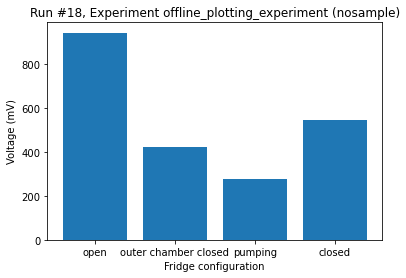 Run #18, Experiment offline_plotting_experiment (nosample)
Voltage (mV)
800
600
400
200
0
open outer chamber closed pumping closed
Fridge configuration